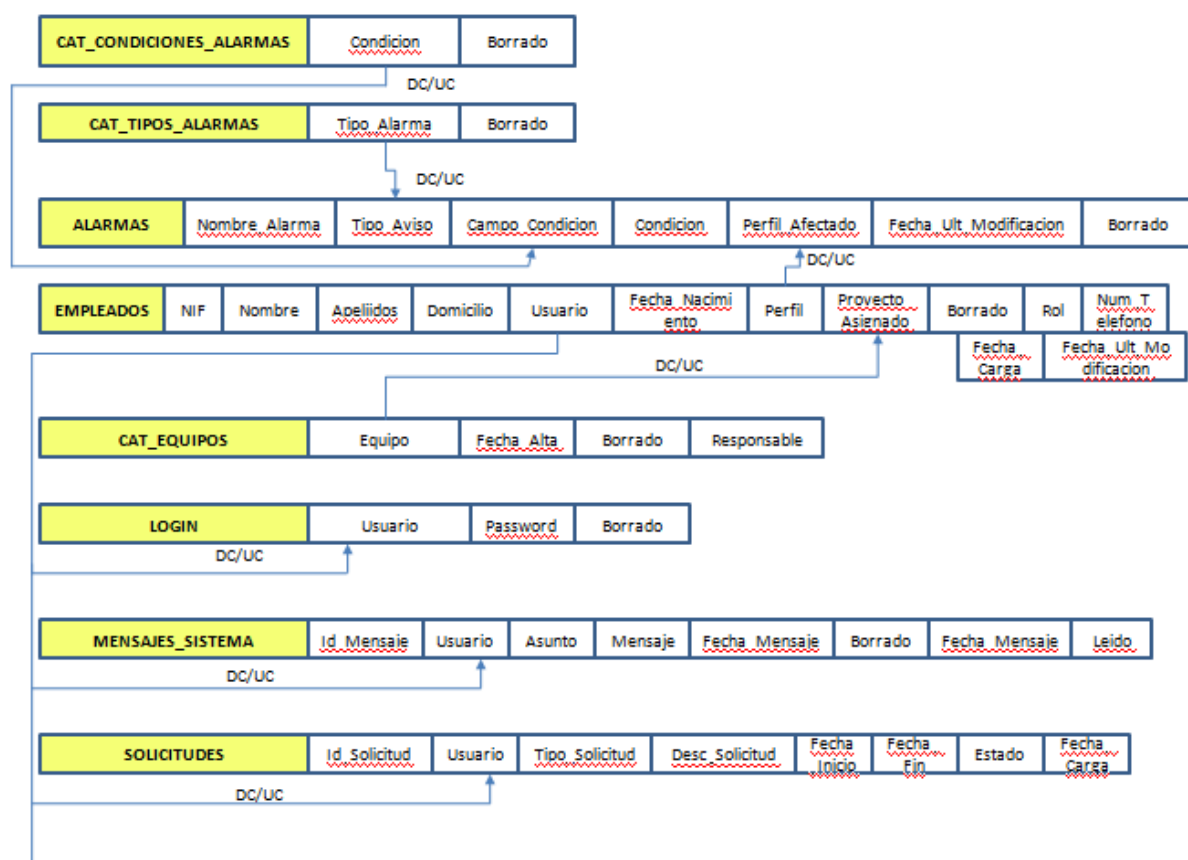 CAT_CONDICIONES_ALARMAS Condicion Borrado
DC/UC
CAT_TIPOS_ALARMAS Tipo_Alarma Borrado
DC/UC
ALARMAS Nombre_Alarma Tipo_Aviso Campo_Condicion Condicion Perfil_Afectado Fecha_Ult_Modificacion Borrado
DC/UC
EMPLEADOS NIF Nombre Apeliidos Domicilio Usuario Fecha_Nacimi
ento Perfil Proyecto_
Asignado Borrado Rol Num_T
elefono
Fecha_
Carga Fecha_Ult_Mo
dificacion
DC/UC
CAT_EQUIPOS Equipo Fecha_Alta Borrado Responsable
LOGIN Usuario Password Borrado
DC/UC
MENSAJES_SISTEMA Id_Mensaje Usuario Asunto Mensaje Fecha_Mensaje Borrado Fecha_Mensaje Leido
DC/UC
SOLICITUDES Id_Solicitud Usuario Tipo_Solicitud Desc_Solicitud Fecha
_Inicio Fecha_
Fin Estado Fecha_
Carga
DC/UC